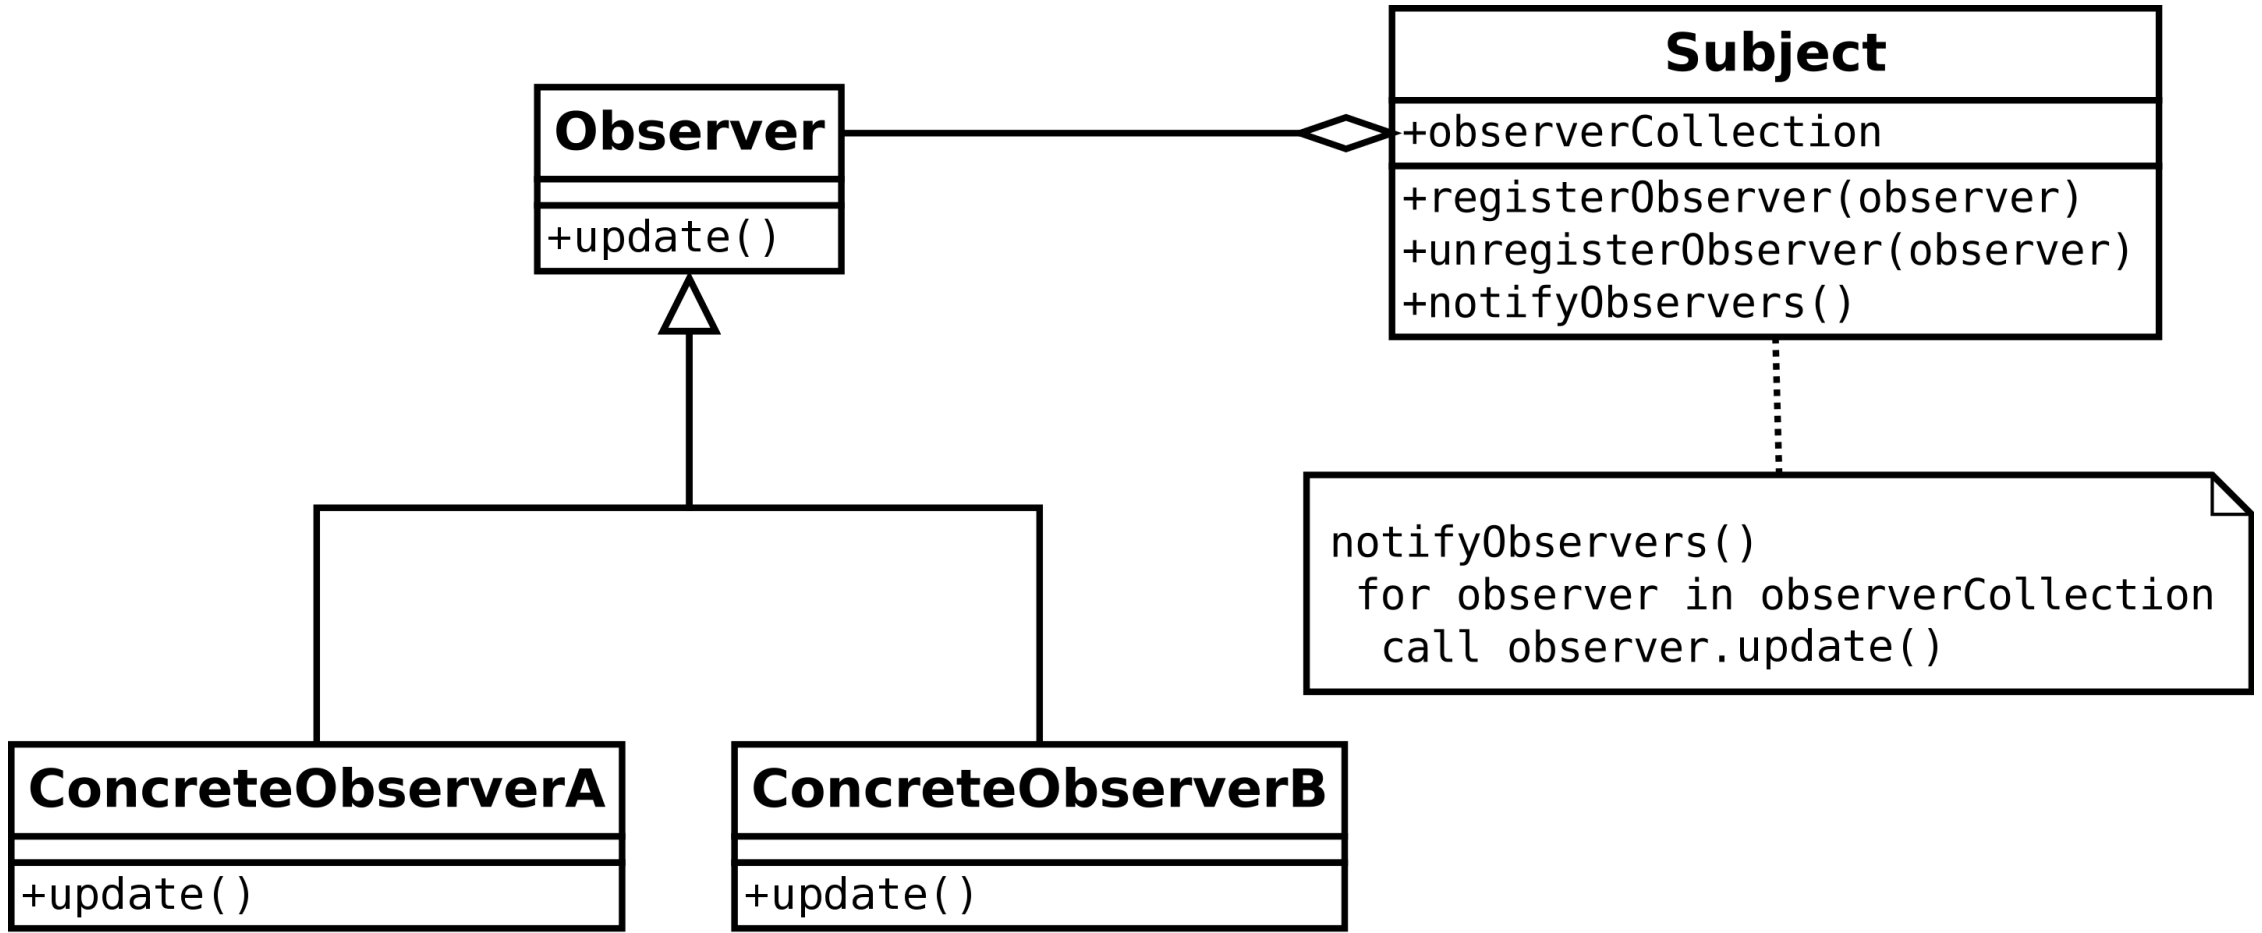 Subject
+observerCollection
+registerObserver(observer)
+unregisterObserver(observer)
+notifyObservers()
Observer
+update()
notifyObservers()
for observer in observerCollection
call observer.update()
ConcreteObserverA
+update()
ConcreteObserverB
+update()